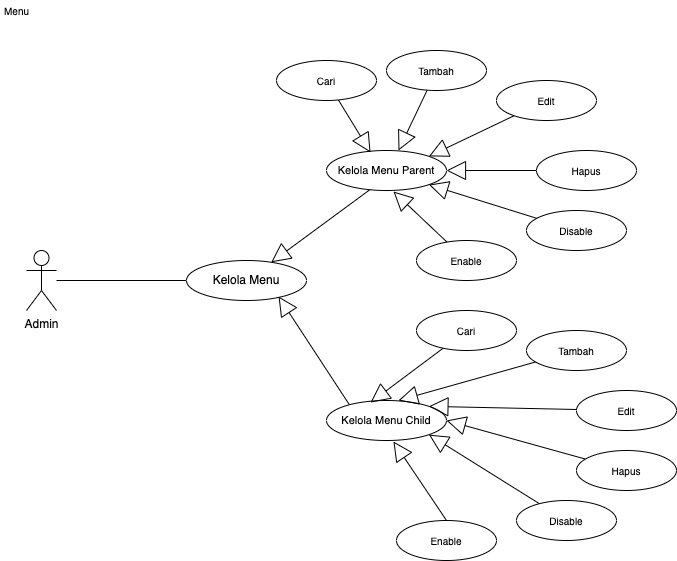 Menu
Cari
Tambah
Edit
Kelola Menu Parent
Hapus
Disable
Enable
Kelola Menu
Admin
Cari
Tambah
Edit
Kelola Menu Child
Hapus
Disable
Enable